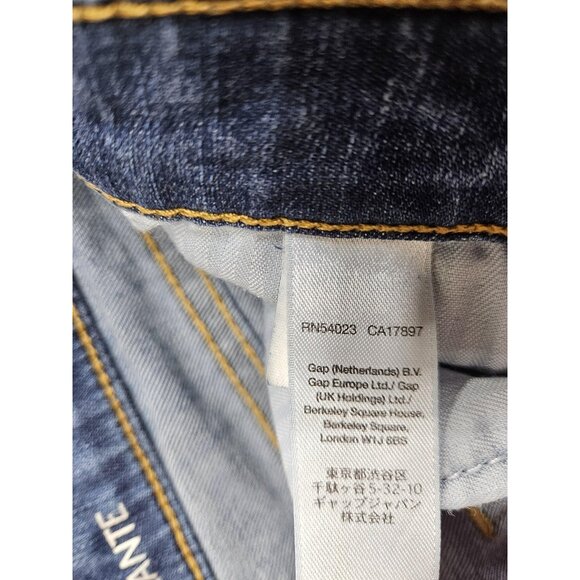 RN54023 CA17897
Gap (Netherlands) B.V.
Gap Europe Ltd./ Gap
(UK Holdings) Ltd./
Berkeley Square House,
Berkeley Square,
London W1J 6BS
東京都渋谷区
千駄ヶ谷 5-32-10
ギャップジャパン
株式会社
ANTE